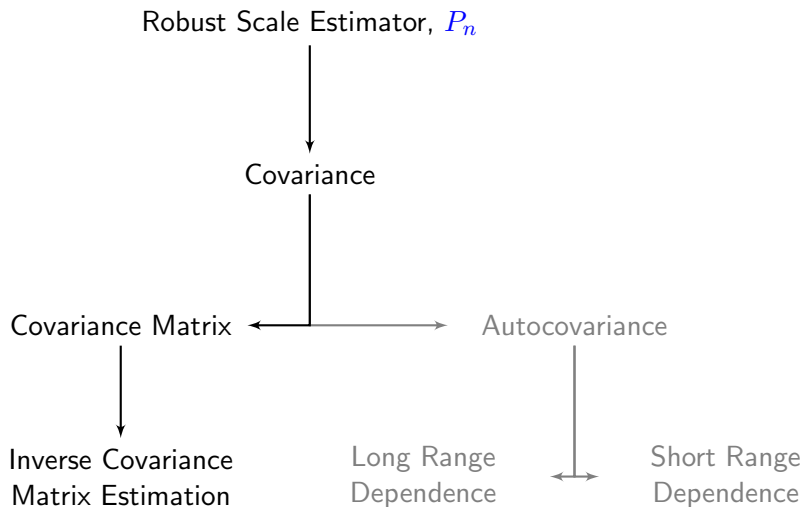 Robust Scale Estimator, Pₙ
Covariance
Covariance Matrix
Autocovariance
Inverse Covariance
Matrix Estimation
Long Range
Dependence
Short Range
Dependence